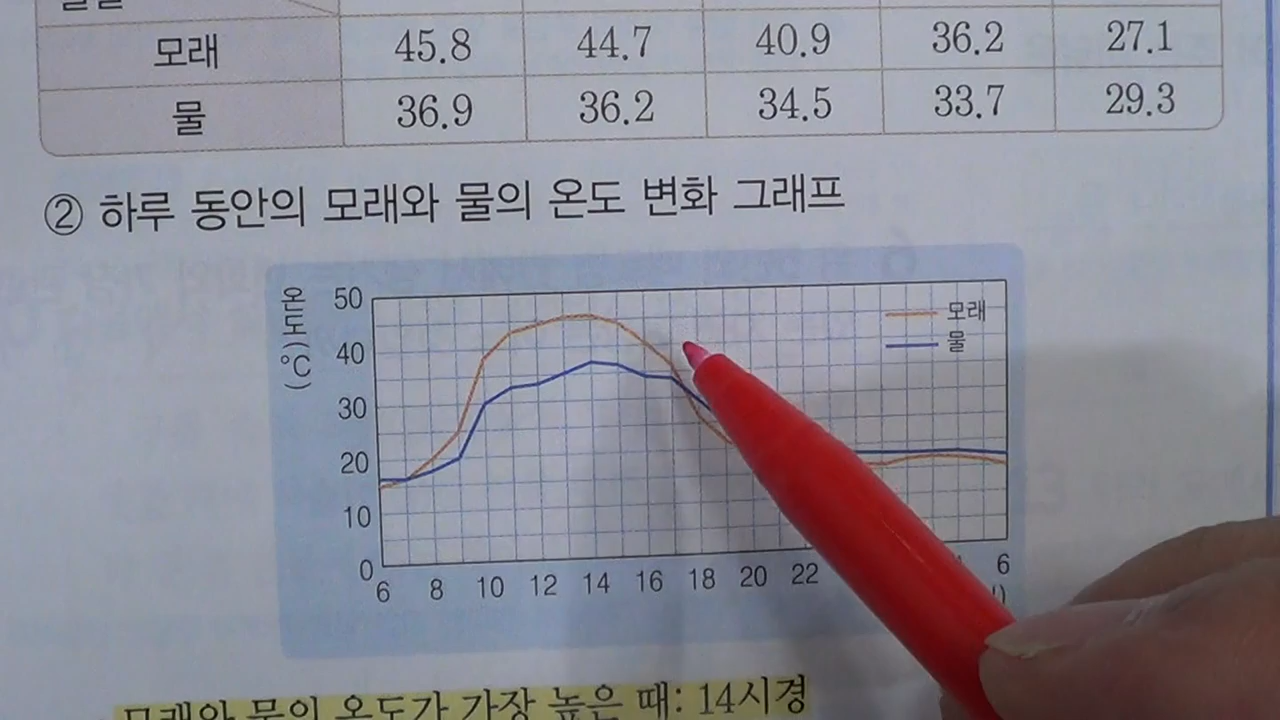 모래 45.8 44.7 40.9 36.2 27.1
물 36.9 36.2 34.5 33.7 29.3
② 하루 동안의 모래와 물의 온도 변화 그래프
온도(℃)
50
40
30
20
10
0
모래
물
6 8 10 12 14 16 18 20 22 6
모래와 물의 온도가 가장 높은 때: 14시경